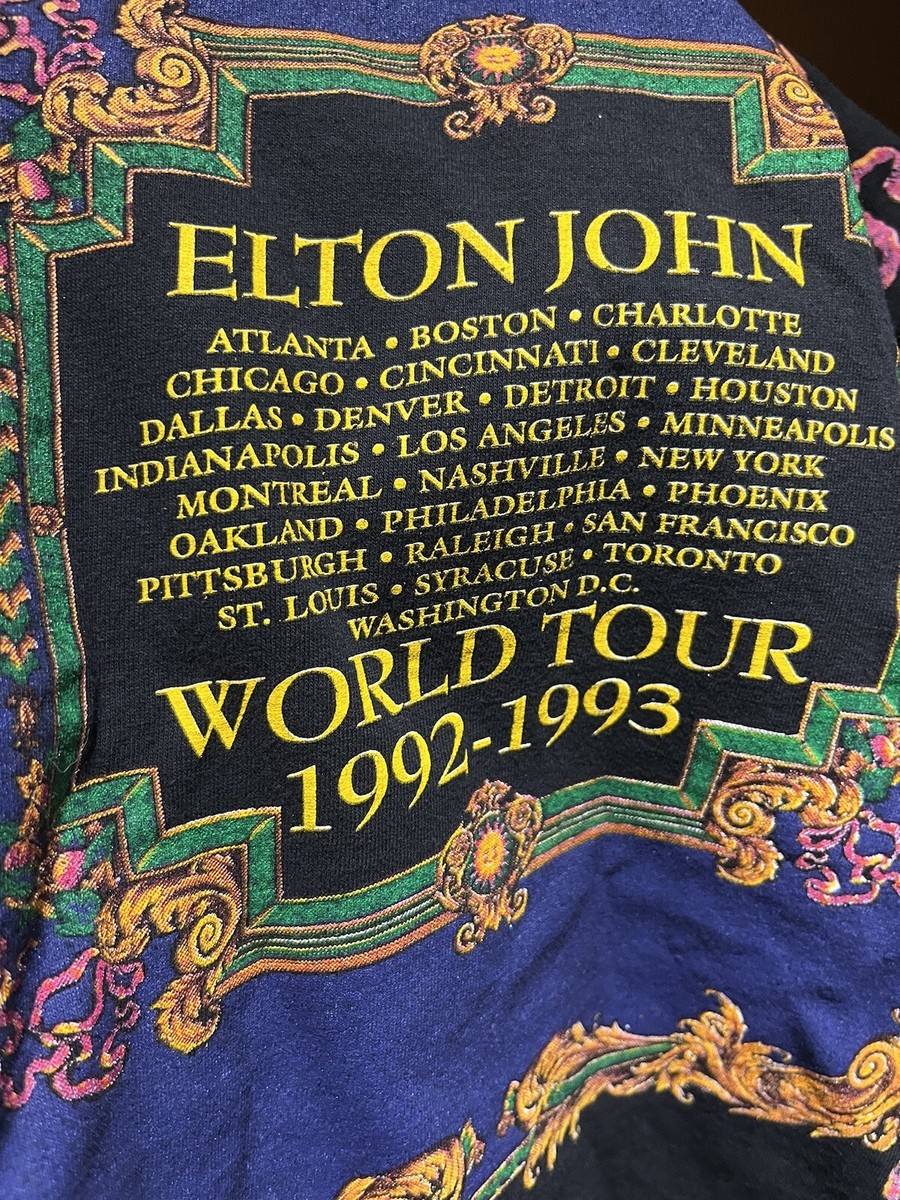 ELTON JOHN
ATLANTA • BOSTON • CHARLOTTE
CHICAGO • CINCINNATI • CLEVELAND
DALLAS • DENVER • DETROIT • HOUSTON
INDIANAPOLIS • LOS ANGELES • MINNEAPOLIS
MONTREAL • NASHVILLE • NEW YORK
OAKLAND • PHILADELPHIA • PHOENIX
PITTSBURGH • RALEIGH • SAN FRANCISCO
ST. LOUIS • SYRACUSE • TORONTO
WASHINGTON D.C.
WORLD TOUR
1992-1993